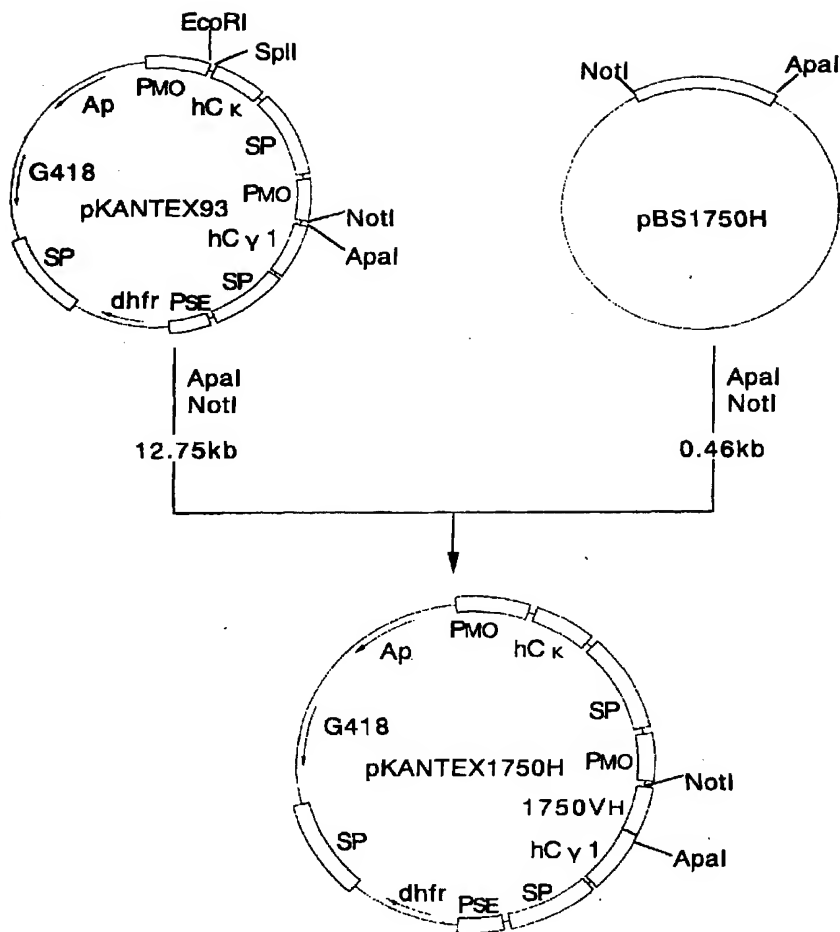 EcoRI
SplI
PMO
hCκ
Ap
SP
G418
PMO
pKANTEX93
NotI
hCγ1
ApaI
SP
SP
dhfr
PSE
NotI
ApaI
pBS1750H
ApaI
NotI
12.75kb
ApaI
NotI
0.46kb
PMO
hCκ
Ap
SP
G418
PMO
pKANTEX1750H
NotI
1750VH
hCγ1
ApaI
SP
SP
dhfr
PSE